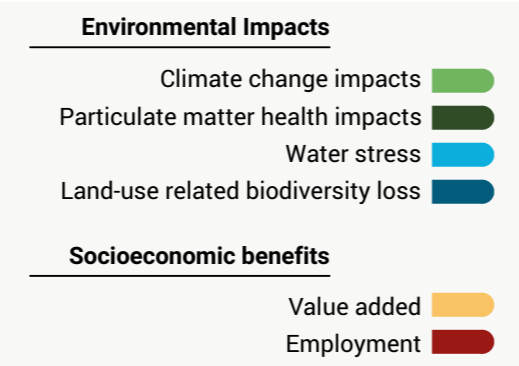 Environmental Impacts
Climate change impacts
Particulate matter health impacts
Water stress
Land-use related biodiversity loss
Socioeconomic benefits
Value added
Employment